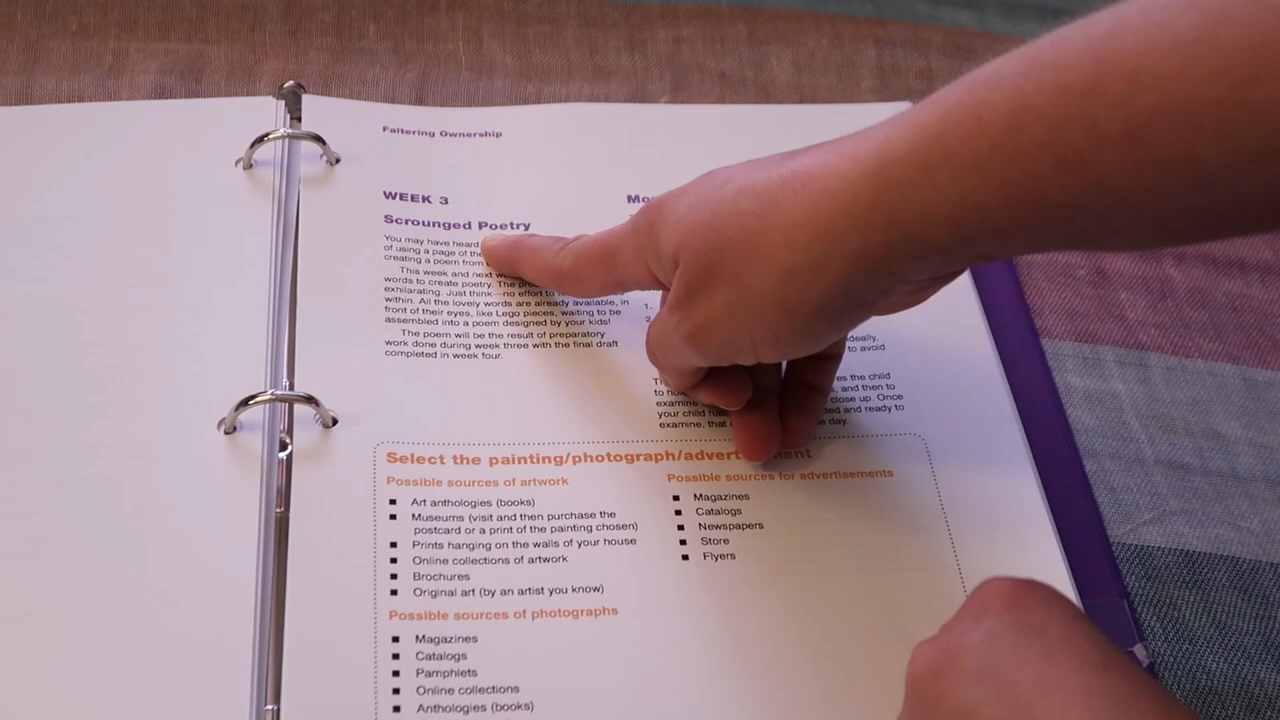 Faltering Ownership
WEEK 3
Scrounged Poetry
You may have heard
of using a page of the
creating a poem from
This week and next
words to create poetry. The
exhilarating. Just think—no effort to
within. All the lovely words are already available, in
front of their eyes, like Lego pieces, waiting to be
assembled into a poem designed by your kids!
The poem will be the result of preparatory
work done during week three with the final draft
completed in week four.
1.
2
ideally,
to avoid
es the child
to hold, and then to
examine close up. Once
your child has ted and ready to
examine, that day.
Select the painting/photograph/advertisement
Possible sources of artwork
Art anthologies (books)
Museums (visit and then purchase the
postcard or a print of the painting chosen)
Prints hanging on the walls of your house
Online collections of artwork
Brochures
Original art (by an artist you know)
Possible sources of photographs
Magazines
Catalogs
Pamphlets
Online collections
Anthologies (books)
Possible sources for advertisements
Magazines
Catalogs
Newspapers
Store
Flyers